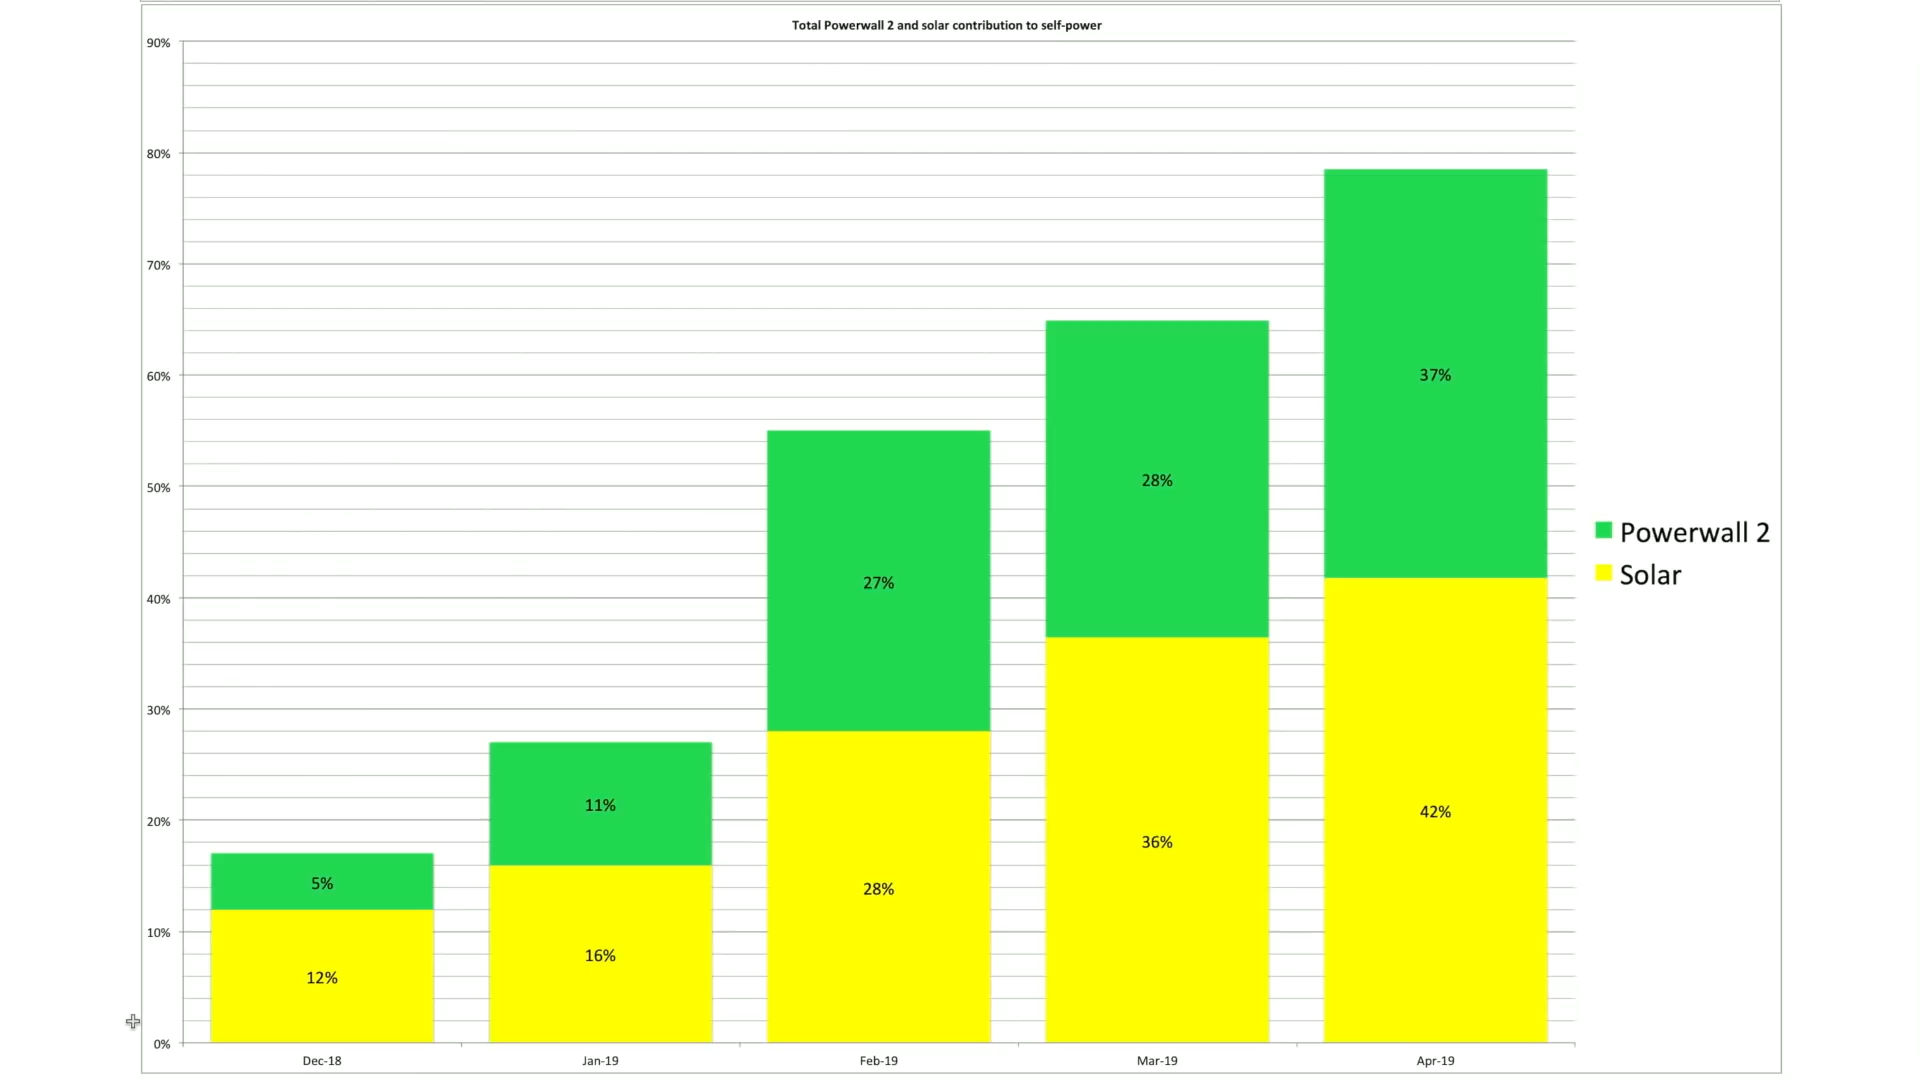 Total Powerwall 2 and solar contribution to self-power
90%
80%
70%
60%
50%
40%
30%
20%
10%
0%
5%
12%
11%
16%
27%
28%
28%
36%
37%
42%
Dec-18
Jan-19
Feb-19
Mar-19
Apr-19
Powerwall 2
Solar